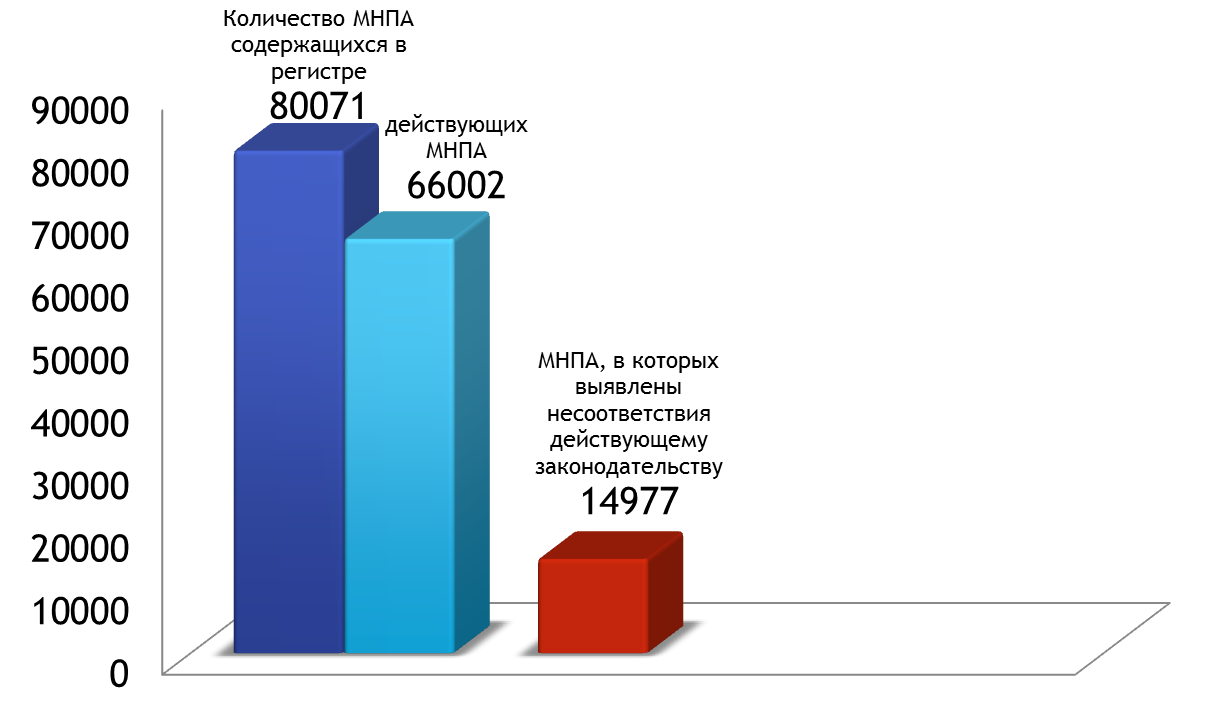 Количество МНПА
содержащихся в
регистре
80071
действующих
МНПА
66002
МНПА, в которых
выявлены
несоответствия
действующему
законодательству
14977
90000
80000
70000
60000
50000
40000
30000
20000
10000
0